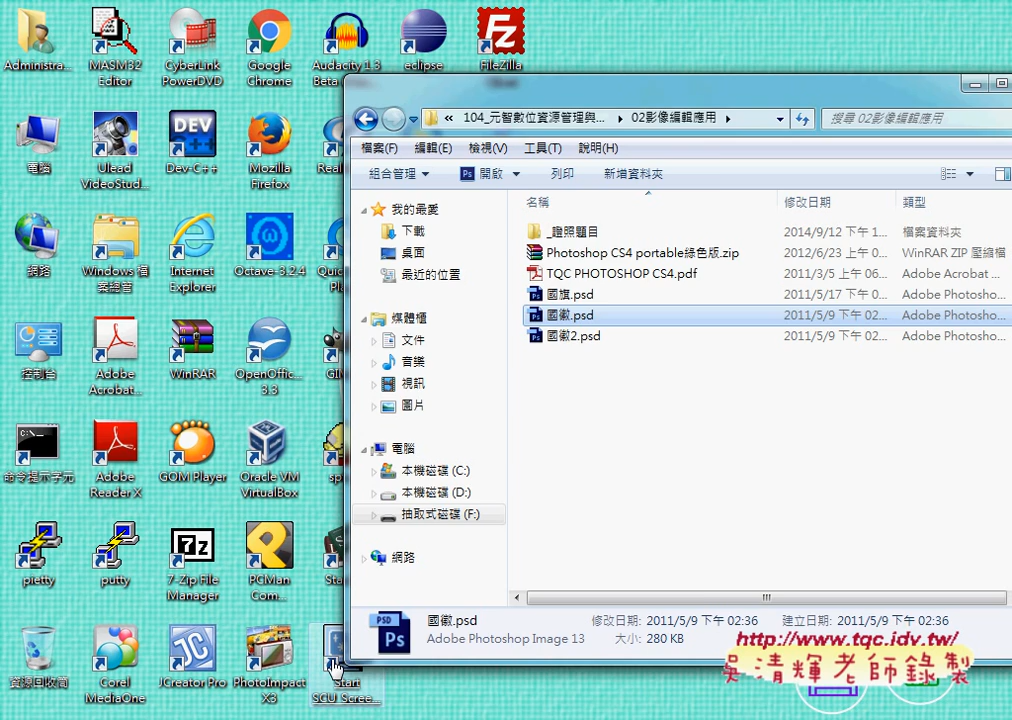 Administra...
MASM32 Editor
CyberLink PowerDVD
Google Chrome
Audacity 1.3 Beta
eclipse
FileZilla
電腦
Ulead VideoStud...
Dev-C++
Mozilla Firefox
網路
Windows 檔案總管
Internet Explorer
Octave-3.2.4
控制台
Adobe Acrobat...
WinRAR
OpenOffic... 3.3
命令提示字元
Adobe Reader X
GOM Player
Oracle VM VirtualBox
pietty
putty
7-Zip File Manager
PCMan Com...
資源回收筒
Corel MediaOne
JCreator Pro
PhotoImpact X3
Start SCU Scree...
« 104_元智數位資源管理與... ▸ 02影像編輯應用 ▸
搜尋 02影像編輯應用
檔案(F) 編輯(E) 檢視(V) 工具(T) 說明(H)
組合管理 開啟 列印 新增資料夾
我的最愛
下載
桌面
最近的位置
媒體櫃
文件
音樂
視訊
圖片
電腦
本機磁碟 (C:)
本機磁碟 (D:)
抽取式磁碟 (F:)
網路
名稱 修改日期 類型
_證照題目 2014/9/12 下午 1... 檔案資料夾
Photoshop CS4 portable綠色版.zip 2012/6/23 上午 0... WinRAR ZIP 壓縮檔
TQC PHOTOSHOP CS4.pdf 2011/3/5 上午 06... Adobe Acrobat ...
國旗.psd 2011/5/17 下午 0... Adobe Photosho...
國徽.psd 2011/5/9 下午 02... Adobe Photosho...
國徽2.psd 2011/5/9 下午 02... Adobe Photosho...
國徽.psd 修改日期: 2011/5/9 下午 02:36 建立日期: 2011/5/9 下午 02:36
Adobe Photoshop Image 13 大小: 280 KB
http://www.tqc.idv.tw/
吳清輝老師錄製